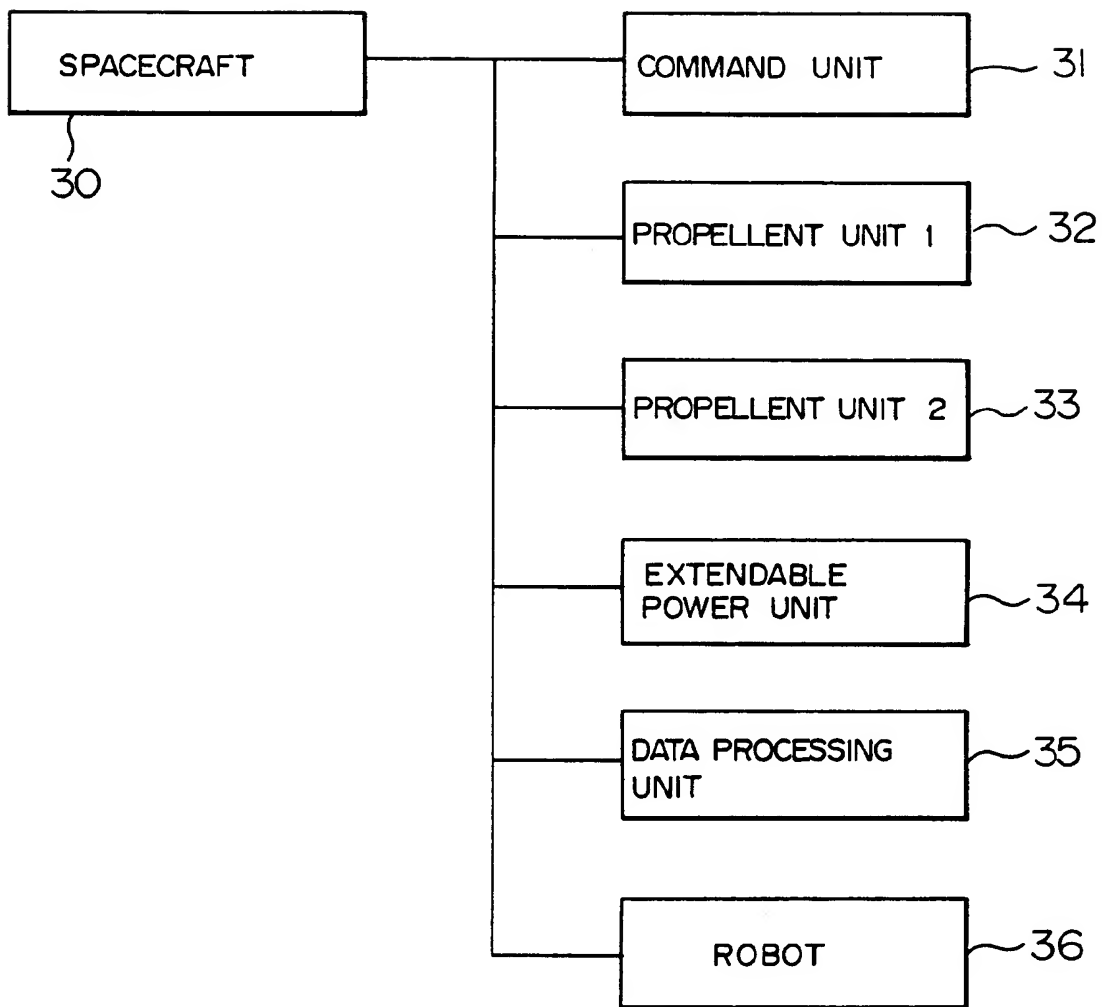 SPACECRAFT
30
COMMAND UNIT
31
PROPELLENT UNIT 1
32
PROPELLENT UNIT 2
33
EXTENDABLE
POWER UNIT
34
DATA PROCESSING
UNIT
35
ROBOT
36